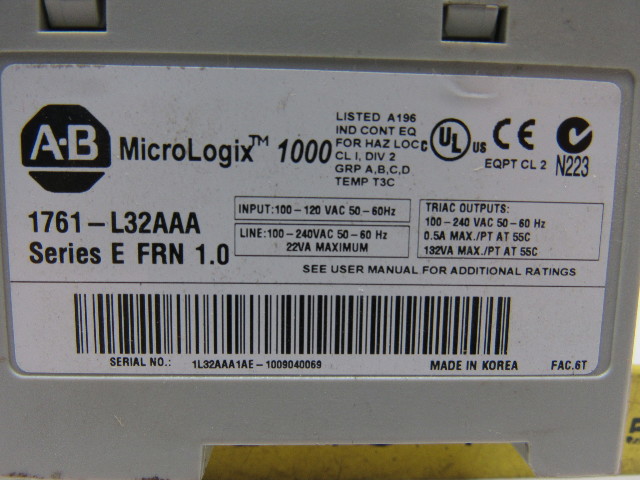 A-B
MicroLogix™ 1000
LISTED A196
IND CONT EQ
FOR HAZ LOC
CL I, DIV 2
GRP A,B,C,D
TEMP T3C
C UL US
CE
EQPT CL 2
N223
1761-L32AAA
Series E FRN 1.0
INPUT:100-120 VAC 50-60Hz
LINE:100-240VAC 50-60 Hz
22VA MAXIMUM
TRIAC OUTPUTS:
100-240 VAC 50-60 Hz
0.5A MAX./PT AT 55C
132VA MAX./PT AT 55C
SEE USER MANUAL FOR ADDITIONAL RATINGS
SERIAL NO.: 1L32AAA1AE-1009040069 MADE IN KOREA FAC.6T